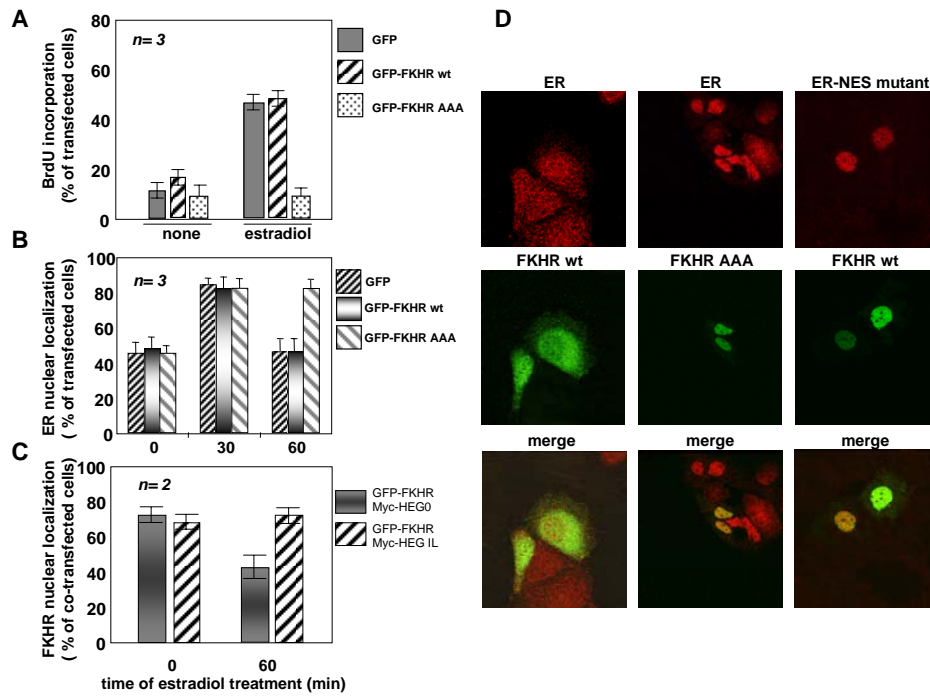 A
80
60
40
20
0
BrdU incorporation
(% of transfected cells)
n= 3
GFP
GFP-FKHR wt
GFP-FKHR AAA
none
estradiol
B
100
80
60
40
20
0
ER nuclear localization
( % of transfected cells)
n= 3
GFP
GFP-FKHR wt
GFP-FKHR AAA
0
30
60
C
100
80
60
40
20
0
FKHR nuclear localization
( % of co-transfected cells)
n= 2
GFP-FKHR
Myc-HEG0
GFP-FKHR
Myc-HEG IL
0
60
time of estradiol treatment (min)
D
ER
ER
ER-NES mutant
FKHR wt
FKHR AAA
FKHR wt
merge
merge
merge